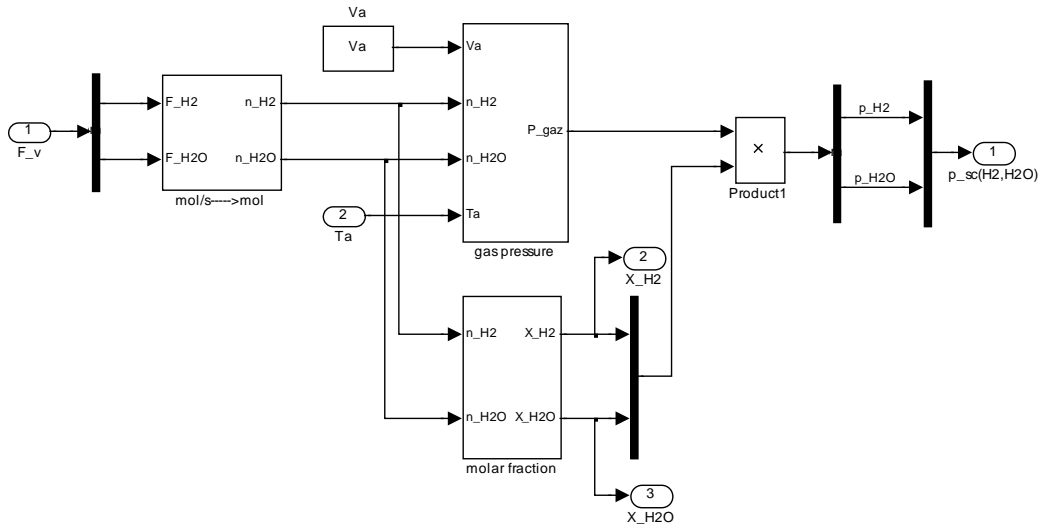 Va
Va
1
F_v
F_H2
F_H2O
n_H2
n_H2O
mol/s----->mol
2
Ta
Va
n_H2
n_H2O
Ta
P_gaz
gas pressure
n_H2
n_H2O
X_H2
X_H2O
molar fraction
2
X_H2
3
X_H2O
×
Product1
p_H2
p_H2O
1
p_sc(H2,H2O)